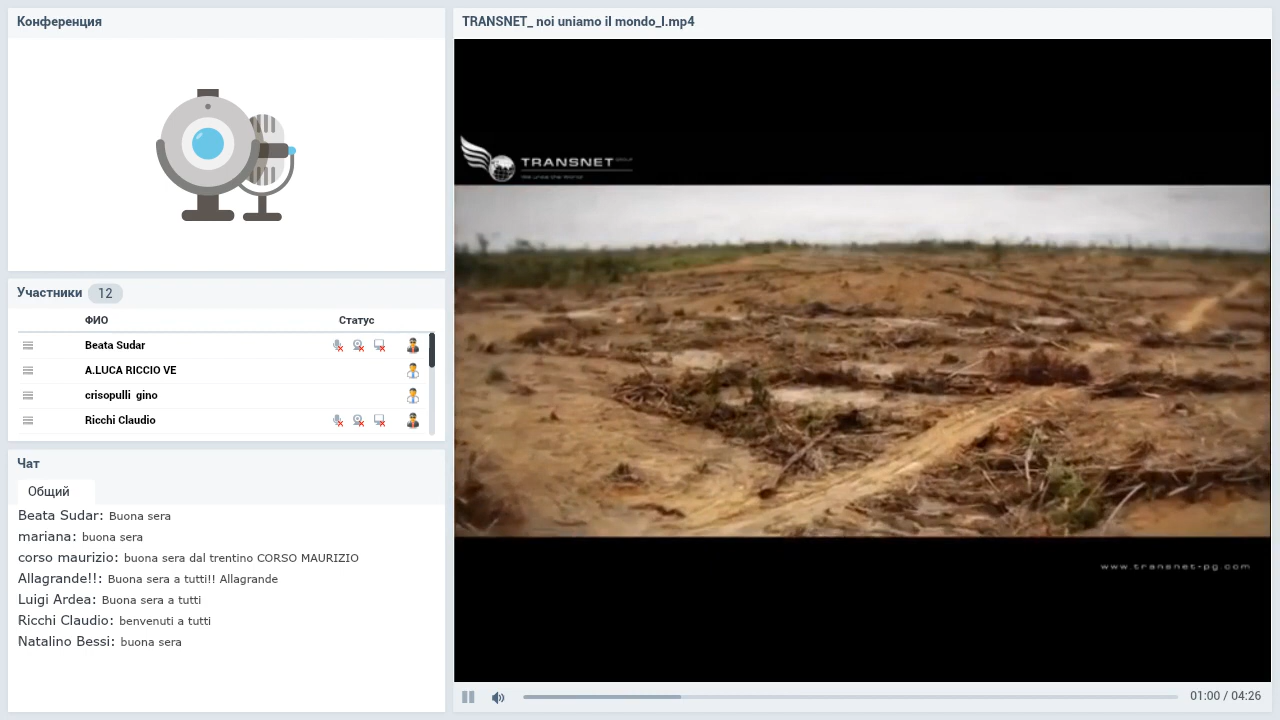 Конференция
TRANSNET_ noi uniamo il mondo_l.mp4
TRANSNET
Участники 12
ФИО Статус
Beata Sudar
A.LUCA RICCIO VE
crisopulli gino
Ricchi Claudio
Чат
Общий
Beata Sudar: Buona sera
mariana: buona sera
corso maurizio: buona sera dal trentino CORSO MAURIZIO
Allagrande!!: Buona sera a tutti!! Allagrande
Luigi Ardea: Buona sera a tutti
Ricchi Claudio: benvenuti a tutti
Natalino Bessi: buona sera
www.transnet-pg.com
01:00 / 04:26